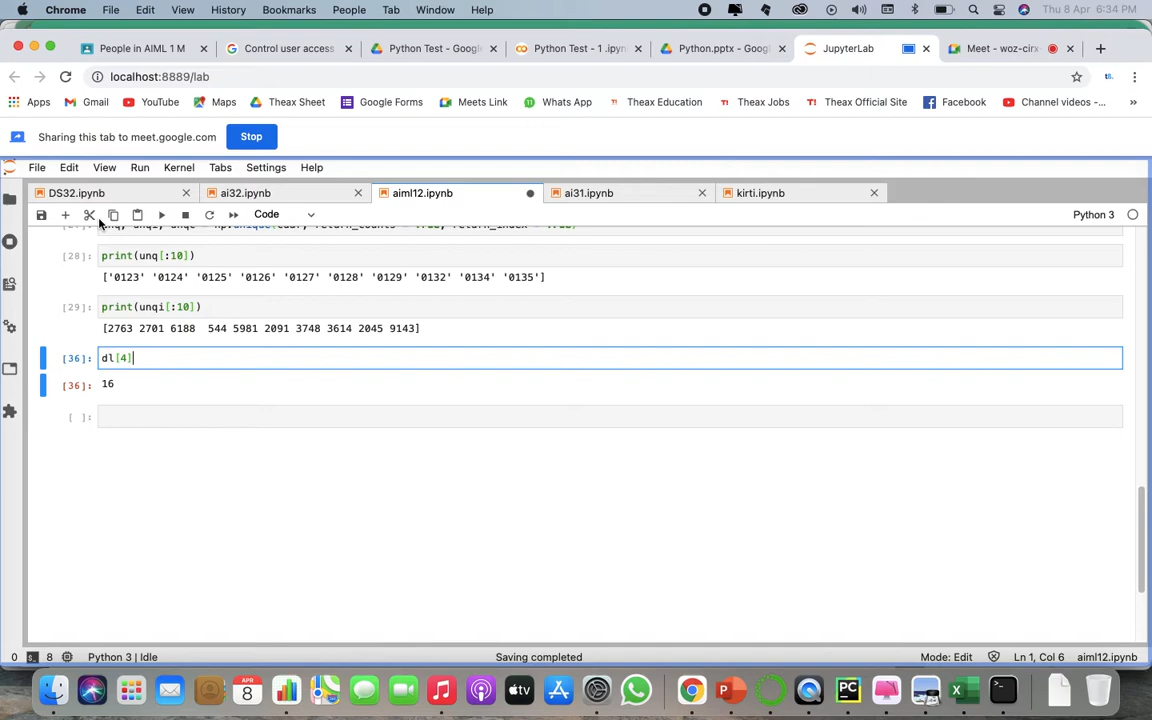 Chrome File Edit View History Bookmarks People Tab Window Help Thu 8 Apr 6:34 PM
People in AIML 1 M Control user access Python Test - Google Python Test - 1 .ipyn Python.pptx - Google JupyterLab Meet - woz-cirx
localhost:8889/lab
Apps Gmail YouTube Maps Theax Sheet Google Forms Meets Link Whats App Theax Education Theax Jobs Theax Official Site Facebook Channel videos -...
Sharing this tab to meet.google.com Stop
File Edit View Run Kernel Tabs Settings Help
DS32.ipynb ai32.ipynb aiml12.ipynb ai31.ipynb kirti.ipynb
Code Python 3
[28]: print(unq[:10])
['0123' '0124' '0125' '0126' '0127' '0128' '0129' '0132' '0134' '0135']
[29]: print(unqi[:10])
[2763 2701 6188 544 5981 2091 3748 3614 2045 9143]
[36]: dl[4]
[36]: 16
[ ]:
0 8 Python 3 | Idle Saving completed Mode: Edit Ln 1, Col 6 aiml12.ipynb
APR
8